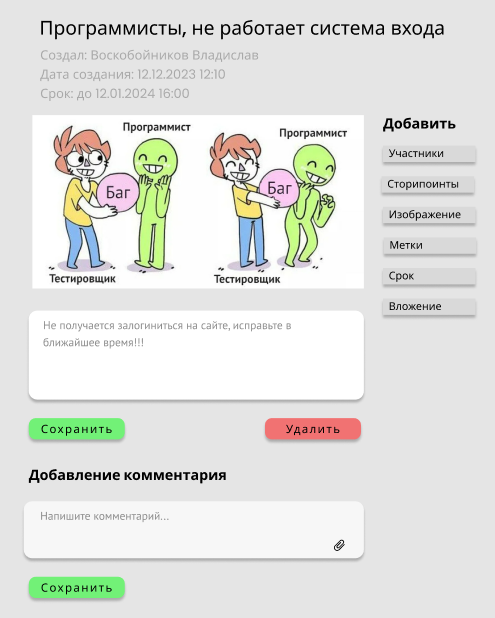 Программисты, не работает система входа
Создал: Воскобойников Владислав
Дата создания: 12.12.2023 12:10
Срок: до 12.01.2024 16:00
Программист
Баг
Тестировщик
Программист
Баг
Тестировщик
Добавить
Участники
Сторипоинты
Изображение
Метки
Срок
Вложение
Не получается залогиниться на сайте, исправьте в
ближайшее время!!!
Сохранить
Удалить
Добавление комментария
Напишите комментарий...
Сохранить